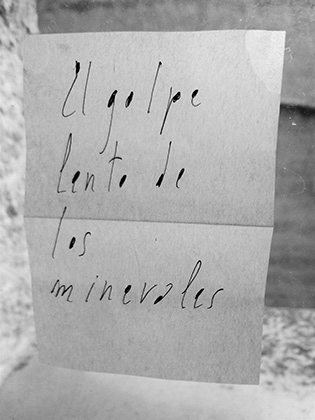 El golpe
lento de
los
minerales